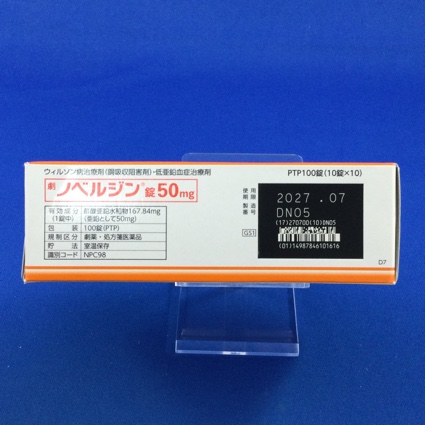 ウィルソン病治療剤(銅吸収阻害剤)・低亜鉛血症治療剤
PTP100錠(10錠×10)
劇 ノベルジン®錠50mg
有効成分(1錠中) 酢酸亜鉛水和物167.84mg(亜鉛として50mg)
包装 100錠(PTP)
規制区分 劇薬・処方箋医薬品
貯法 室温保存
識別コード NPC98
使用期限 2027.07
製造番号 DN05
(17)270700(10)DN05
GS1
(01)14987846101616
D7